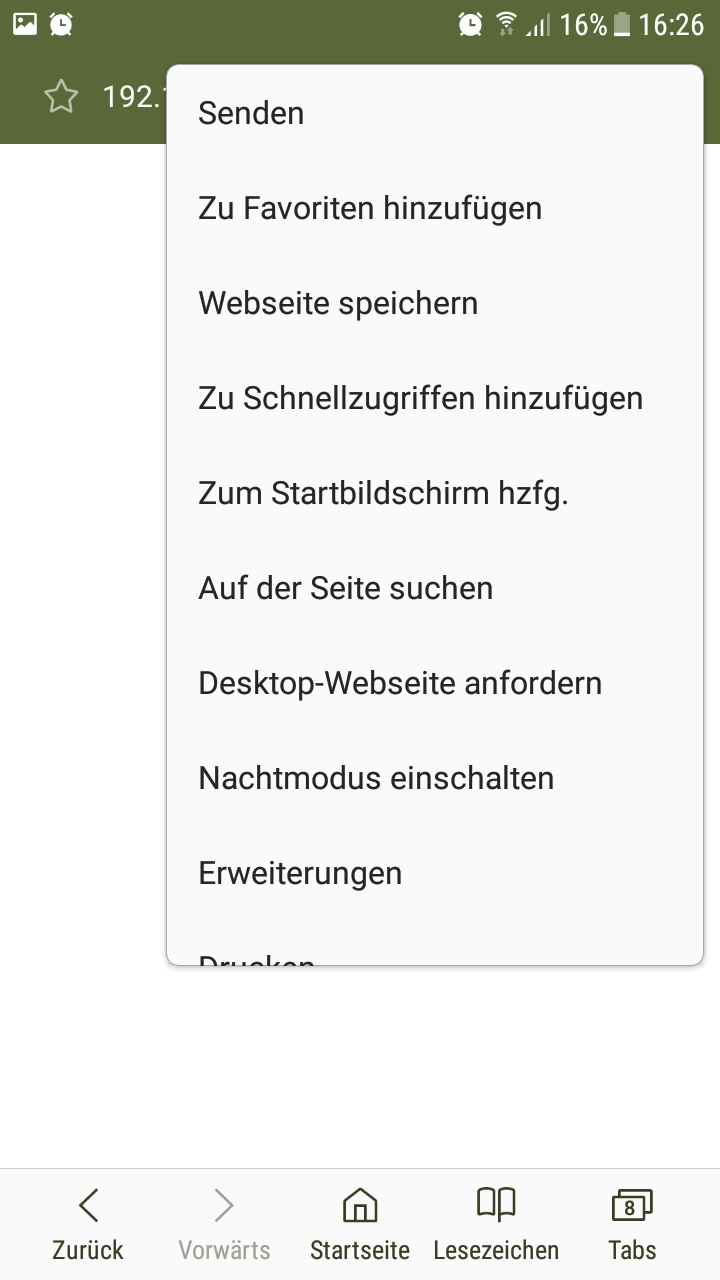 16% 16:26
192.1
Senden
Zu Favoriten hinzufügen
Webseite speichern
Zu Schnellzugriffen hinzufügen
Zum Startbildschirm hzfg.
Auf der Seite suchen
Desktop-Webseite anfordern
Nachtmodus einschalten
Erweiterungen
Drucken
8
Zurück Vorwärts Startseite Lesezeichen Tabs